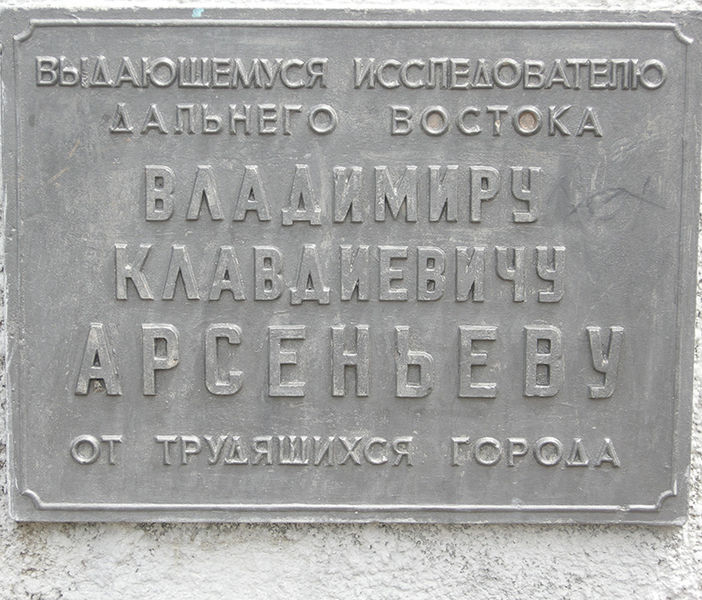 ВЫДАЮЩЕМУСЯ ИССЛЕДОВАТЕЛЮ
ДАЛЬНЕГО ВОСТОКА
ВЛАДИМИРУ
КЛАВДИЕВИЧУ
АРСЕНЬЕВУ
ОТ ТРУДЯЩИХСЯ ГОРОДА